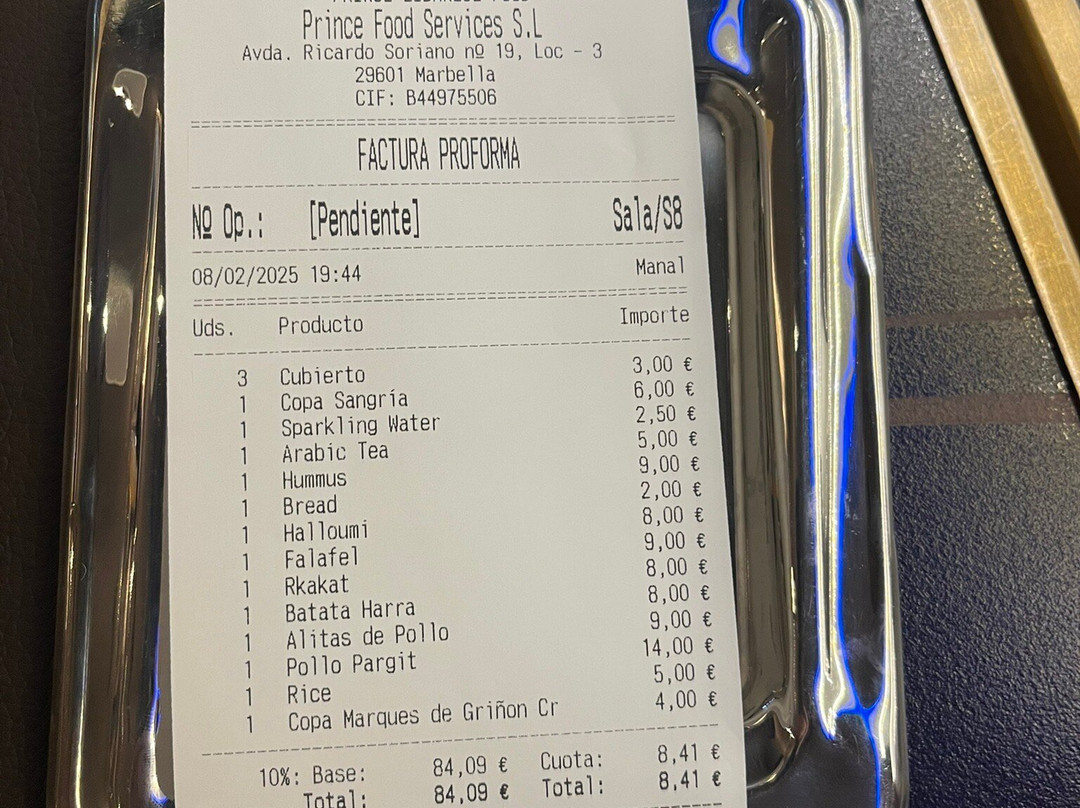 Prince Food Services S.L
Avda. Ricardo Soriano nº 19, Loc - 3
29601 Marbella
CIF: B44975506
FACTURA PROFORMA
Nº Op.: [Pendiente] Sala/S8
08/02/2025 19:44 Manal
Uds. Producto Importe
3 Cubierto 3,00 €
1 Copa Sangría 6,00 €
1 Sparkling Water 2,50 €
1 Arabic Tea 5,00 €
1 Hummus 9,00 €
1 Bread 2,00 €
1 Halloumi 8,00 €
1 Falafel 9,00 €
1 Rkakat 8,00 €
1 Batata Harra 8,00 €
1 Alitas de Pollo 9,00 €
1 Pollo Pargit 14,00 €
1 Rice 5,00 €
1 Copa Marques de Griñon Cr 4,00 €
10%: Base: 84,09 € Cuota: 8,41 €
Total: 84,09 € Total: 8,41 €